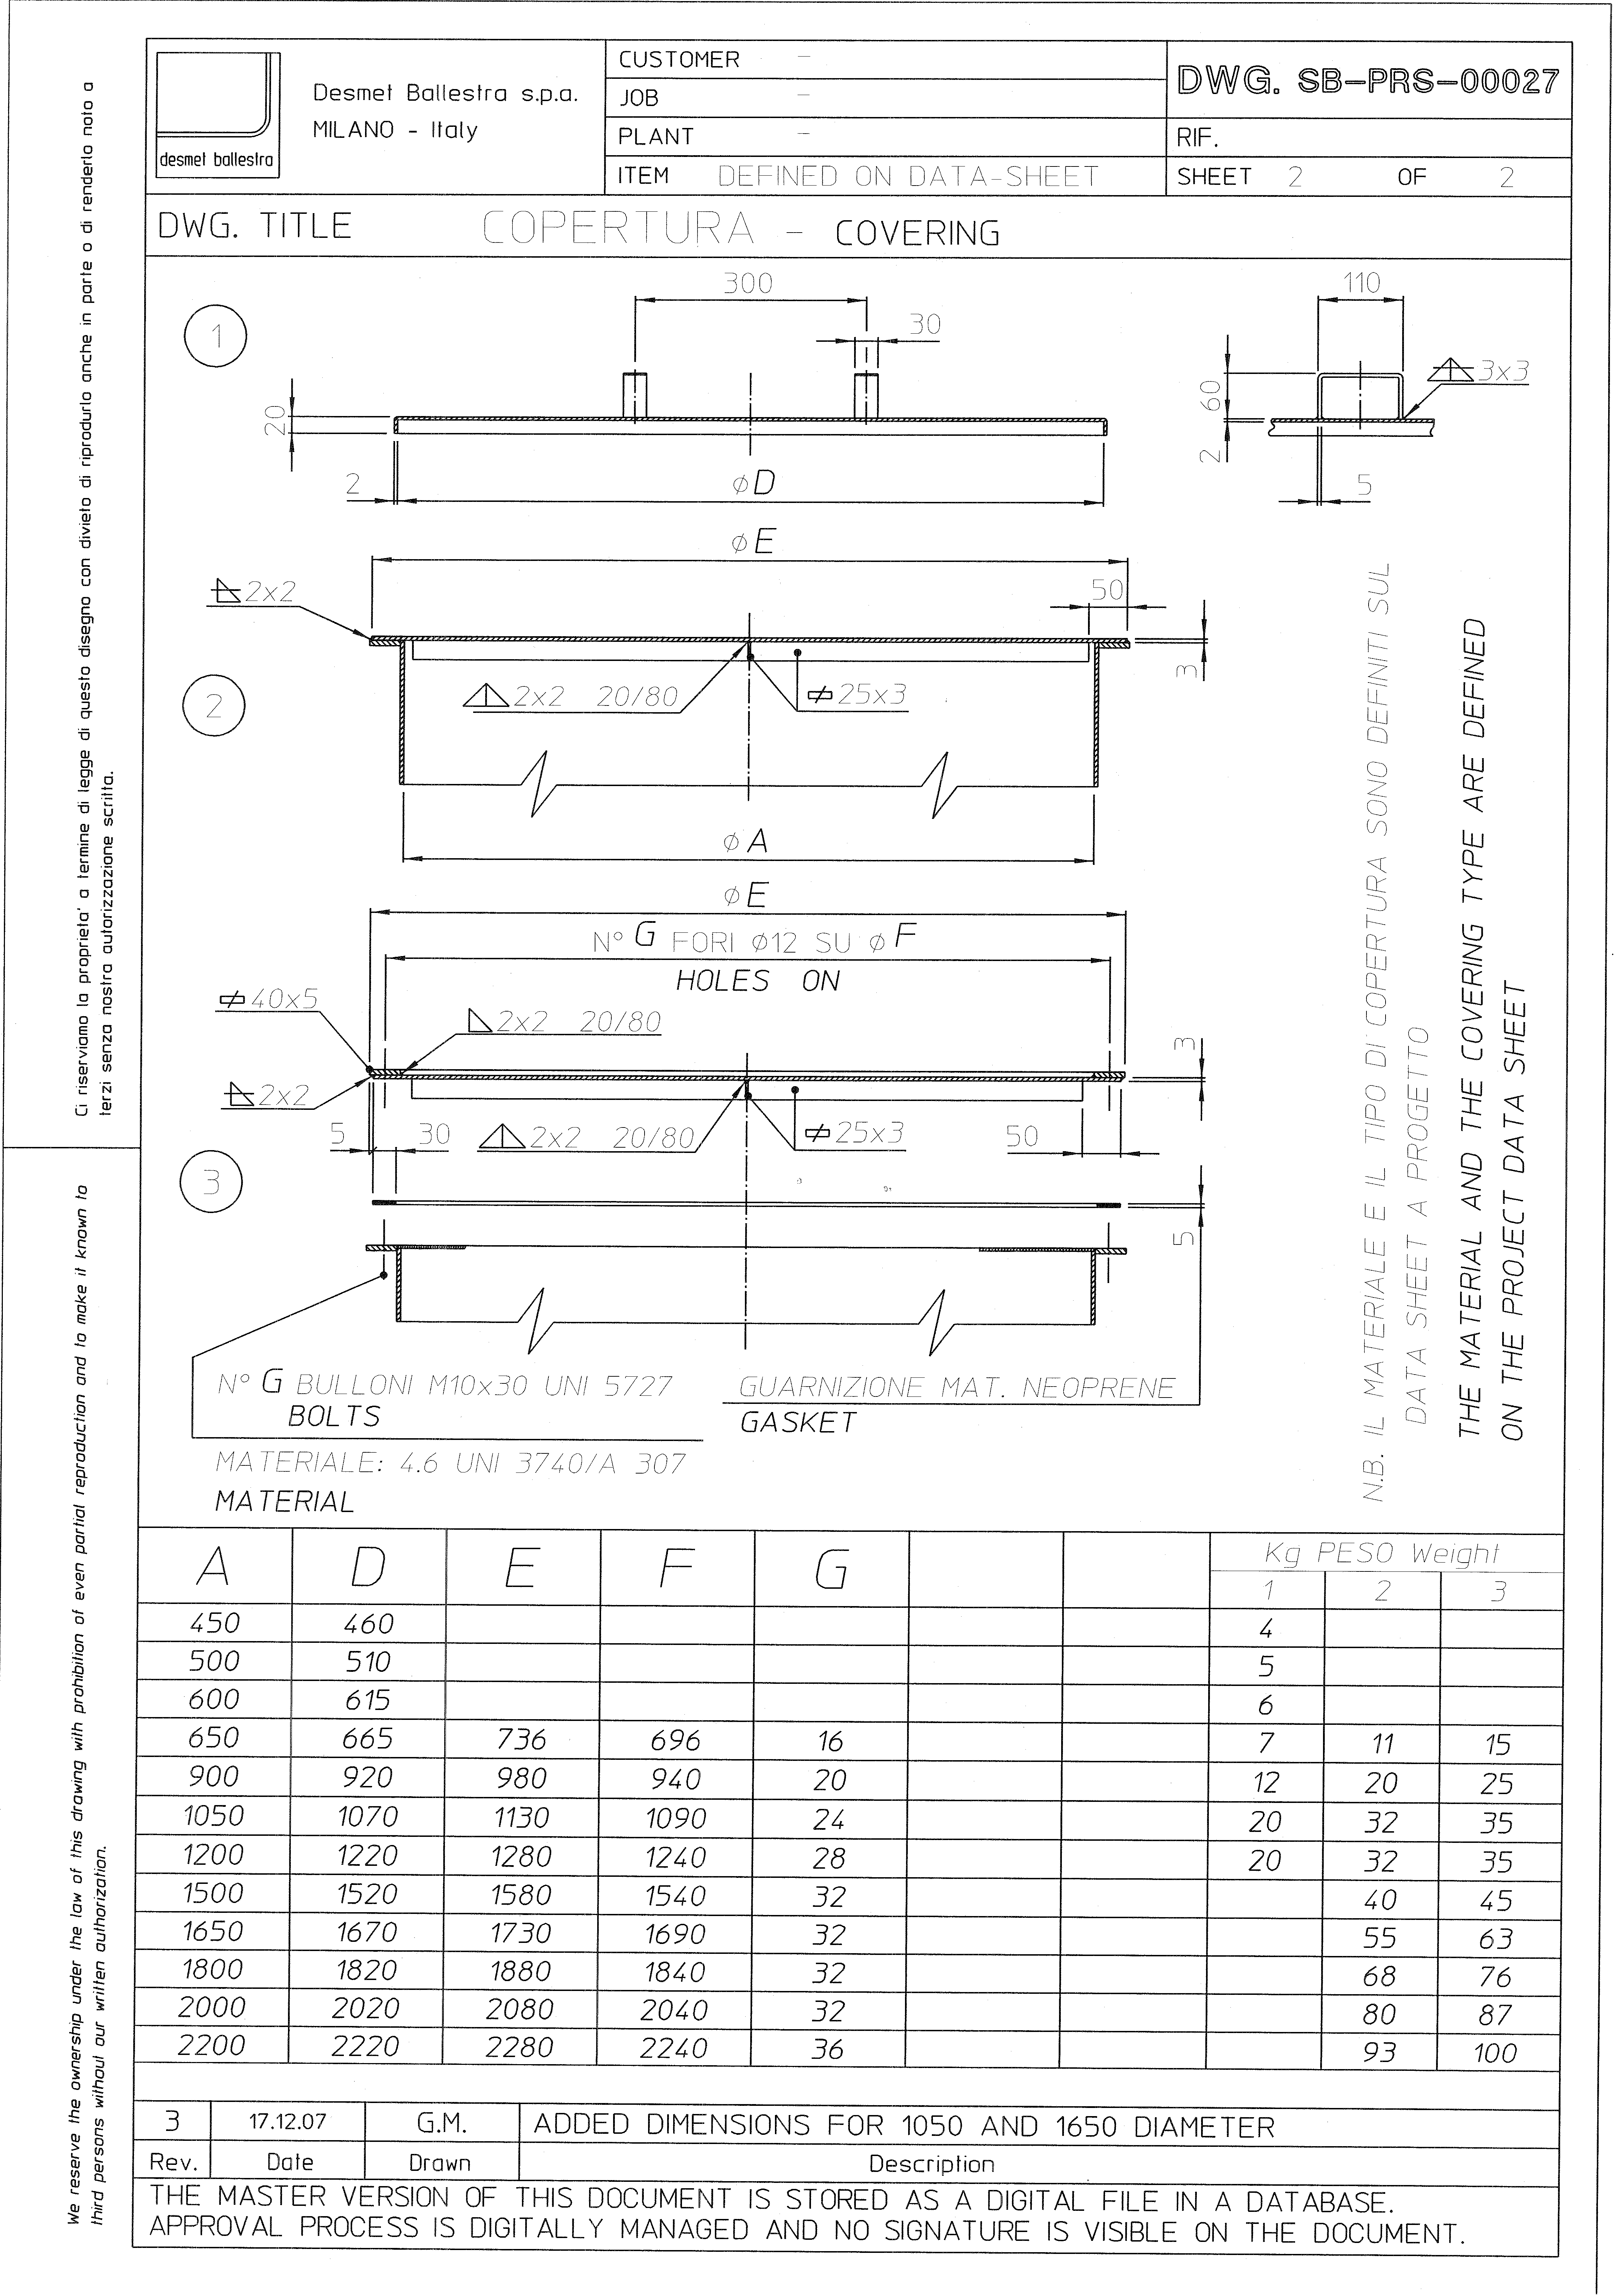 desmet ballestra
Desmet Ballestra s.p.a.
MILANO - Italy
CUSTOMER –
JOB –
PLANT –
ITEM DEFINED ON DATA-SHEET
DWG. SB-PRS-00027
RIF.
SHEET 2 OF 2
DWG. TITLE COPERTURA - COVERING
1
300
30
20
2
øD
110
60
2
3x3
5
øE
2x2
50
3
2
2x2 20/80
25x3
øA
øE
N° G FORI ø12 SU øF
HOLES ON
40x5
2x2 20/80
3
2x2
5
30
2x2 20/80
25x3
50
3
5
N° G BULLONI M10x30 UNI 5727
BOLTS
GUARNIZIONE MAT. NEOPRENE
GASKET
MATERIALE: 4.6 UNI 3740/A 307
MATERIAL
N.B. IL MATERIALE E IL TIPO DI COPERTURA SONO DEFINITI SUL
DATA SHEET A PROGETTO
THE MATERIAL AND THE COVERING TYPE ARE DEFINED
ON THE PROJECT DATA SHEET
A D E F G Kg PESO Weight
1 2 3
450 460 4
500 510 5
600 615 6
650 665 736 696 16 7 11 15
900 920 980 940 20 12 20 25
1050 1070 1130 1090 24 20 32 35
1200 1220 1280 1240 28 20 32 35
1500 1520 1580 1540 32 40 45
1650 1670 1730 1690 32 55 63
1800 1820 1880 1840 32 68 76
2000 2020 2080 2040 32 80 87
2200 2220 2280 2240 36 93 100
3 17.12.07 G.M. ADDED DIMENSIONS FOR 1050 AND 1650 DIAMETER
Rev. Date Drawn Description
THE MASTER VERSION OF THIS DOCUMENT IS STORED AS A DIGITAL FILE IN A DATABASE.
APPROVAL PROCESS IS DIGITALLY MANAGED AND NO SIGNATURE IS VISIBLE ON THE DOCUMENT.
Ci riserviamo la proprieta' a termine di legge di questo disegno con divieto di riprodurlo anche in parte o di renderlo noto a
terzi senza nostra autorizzazione scritta.
We reserve the ownership under the law of this drawing with prohibition of even partial reproduction and to make it known to
third persons without our written authorization.